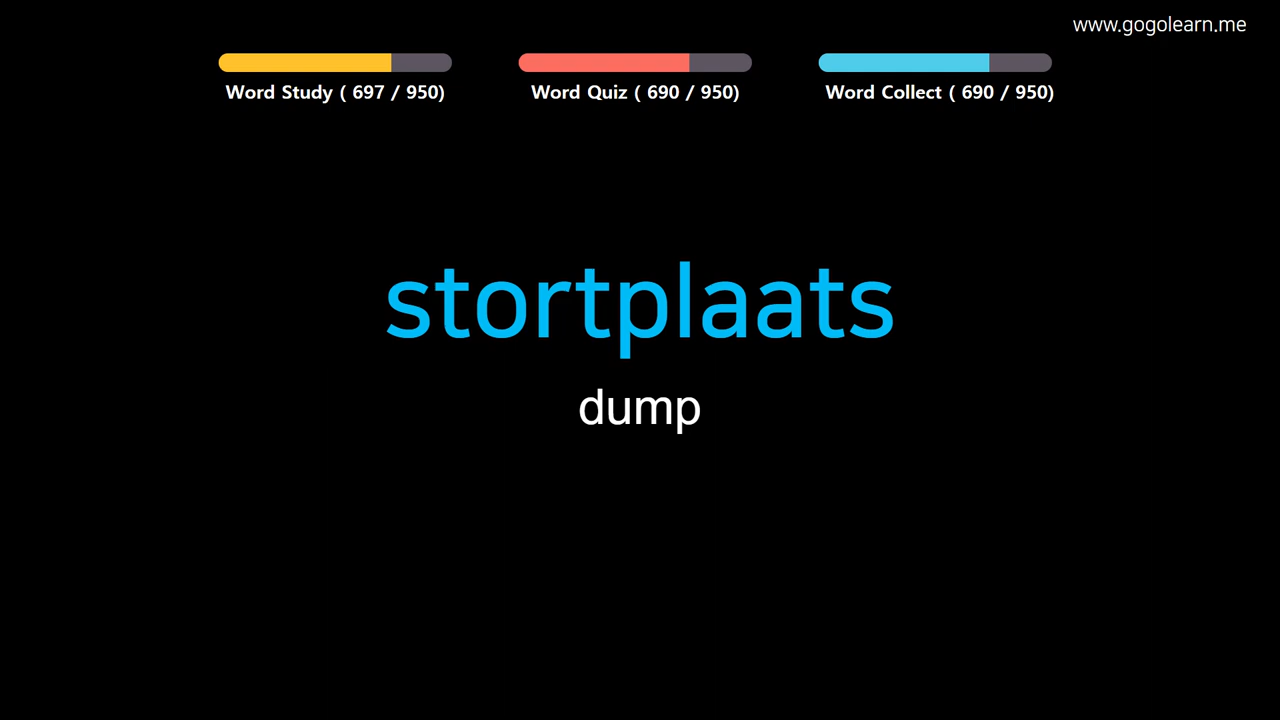 www.gogolearn.me
Word Study ( 697 / 950)
Word Quiz ( 690 / 950)
Word Collect ( 690 / 950)
stortplaats
dump